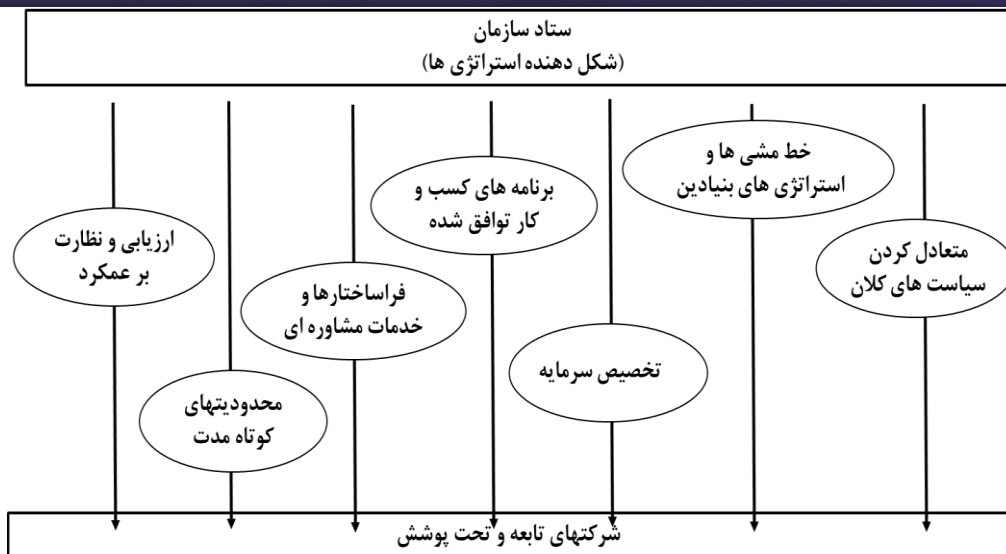 ستاد سازمان
(شکل دهنده استراتژی ها)
خط مشی ها و
استراتژی های بنیادین
متعادل کردن
سیاست های کلان
برنامه های کسب و
کار توافق شده
تخصیص سرمایه
فراساختارها و
خدمات مشاوره ای
ارزیابی و نظارت
بر عمکرد
محدودیتهای
کوتاه مدت
شرکتهای تابعه و تحت پوشش